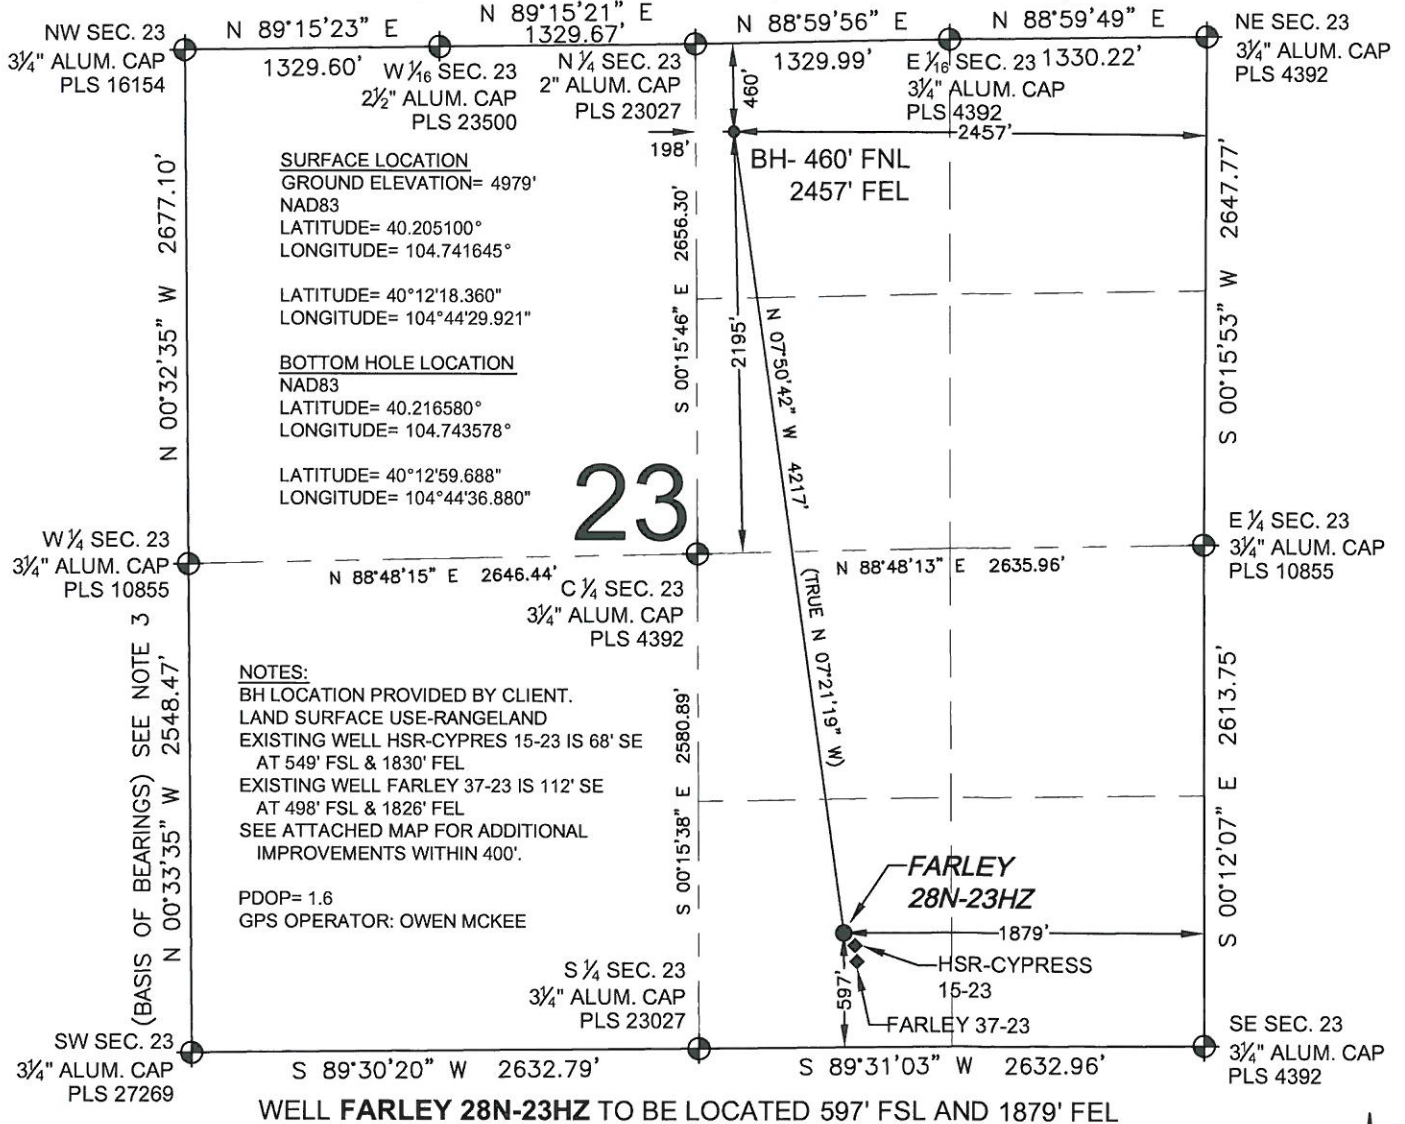 NW SEC. 23
3¼" ALUM. CAP
PLS 16154
N 89°15'23" E
1329.60'
W 1⁄16 SEC. 23
2½" ALUM. CAP
PLS 23500
N 89°15'21" E
1329.67'
N ¼ SEC. 23
2" ALUM. CAP
PLS 23027
N 88°59'56" E
1329.99'
E 1⁄16 SEC. 23
3¼" ALUM. CAP
PLS 4392
N 88°59'49" E
1330.22'
NE SEC. 23
3¼" ALUM. CAP
PLS 4392
460'
2457'
198'
BH- 460' FNL
2457' FEL
SURFACE LOCATION
GROUND ELEVATION= 4979'
NAD83
LATITUDE= 40.205100°
LONGITUDE= 104.741645°
LATITUDE= 40°12'18.360"
LONGITUDE= 104°44'29.921"
BOTTOM HOLE LOCATION
NAD83
LATITUDE= 40.216580°
LONGITUDE= 104.743578°
LATITUDE= 40°12'59.688"
LONGITUDE= 104°44'36.880"
N 00°32'35" W 2677.10'
S 00°15'46" E 2656.30'
2195'
N 07°50'42" W 4217'
(TRUE N 07°21'19" W)
S 00°15'53" W 2647.77'
23
W ¼ SEC. 23
3¼" ALUM. CAP
PLS 10855
N 88°48'15" E 2646.44'
C ¼ SEC. 23
3¼" ALUM. CAP
PLS 4392
N 88°48'13" E 2635.96'
E ¼ SEC. 23
3¼" ALUM. CAP
PLS 10855
(BASIS OF BEARINGS) SEE NOTE 3
N 00°33'35" W 2548.47'
NOTES:
BH LOCATION PROVIDED BY CLIENT.
LAND SURFACE USE-RANGELAND
EXISTING WELL HSR-CYPRES 15-23 IS 68' SE
AT 549' FSL & 1830' FEL
EXISTING WELL FARLEY 37-23 IS 112' SE
AT 498' FSL & 1826' FEL
SEE ATTACHED MAP FOR ADDITIONAL
IMPROVEMENTS WITHIN 400'.
PDOP= 1.6
GPS OPERATOR: OWEN MCKEE
S 00°15'38" E 2580.89'
S 00°12'07" E 2613.75'
FARLEY
28N-23HZ
1879'
597'
HSR-CYPRESS
15-23
FARLEY 37-23
S ¼ SEC. 23
3¼" ALUM. CAP
PLS 23027
SW SEC. 23
3¼" ALUM. CAP
PLS 27269
S 89°30'20" W 2632.79'
S 89°31'03" W 2632.96'
SE SEC. 23
3¼" ALUM. CAP
PLS 4392
WELL FARLEY 28N-23HZ TO BE LOCATED 597' FSL AND 1879' FEL